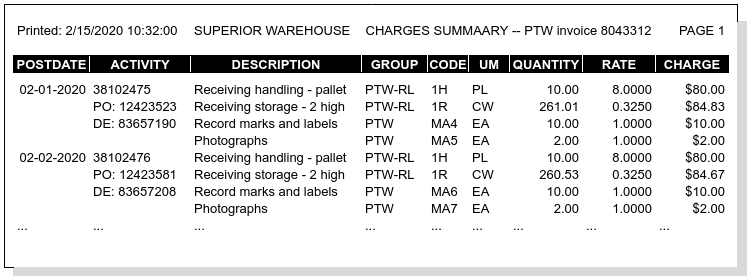 Printed: 2/15/2020 10:32:00 SUPERIOR WAREHOUSE CHARGES SUMMAARY -- PTW invoice 8043312 PAGE 1
POSTDATE ACTIVITY DESCRIPTION GROUP CODE UM QUANTITY RATE CHARGE
02-01-2020 38102475 Receiving handling - pallet PTW-RL 1H PL 10.00 8.0000 $80.00
PO: 12423523 Receiving storage - 2 high PTW-RL 1R CW 261.01 0.3250 $84.83
DE: 83657190 Record marks and labels PTW MA4 EA 10.00 1.0000 $10.00
Photographs PTW MA5 EA 2.00 1.0000 $2.00
02-02-2020 38102476 Receiving handling - pallet PTW-RL 1H PL 10.00 8.0000 $80.00
PO: 12423581 Receiving storage - 2 high PTW-RL 1R CW 260.53 0.3250 $84.67
DE: 83657208 Record marks and labels PTW MA6 EA 10.00 1.0000 $10.00
Photographs PTW MA7 EA 2.00 1.0000 $2.00
... ... ... ... ... ... ... ... ...